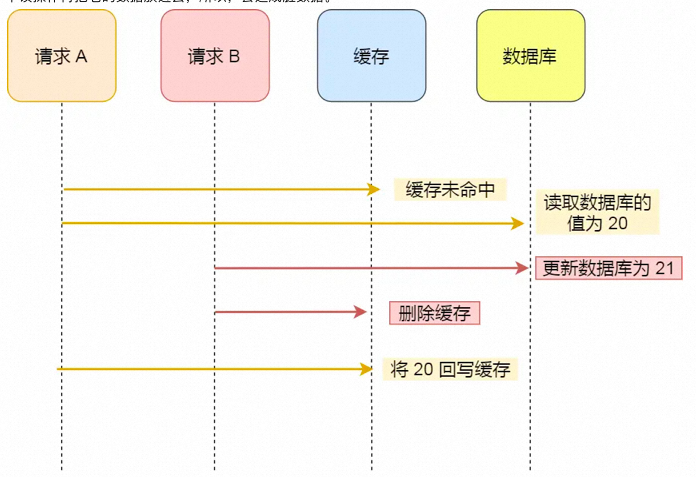 请求 A
请求 B
缓存
数据库
缓存未命中
读取数据库的
值为 20
更新数据库为 21
删除缓存
将 20 回写缓存